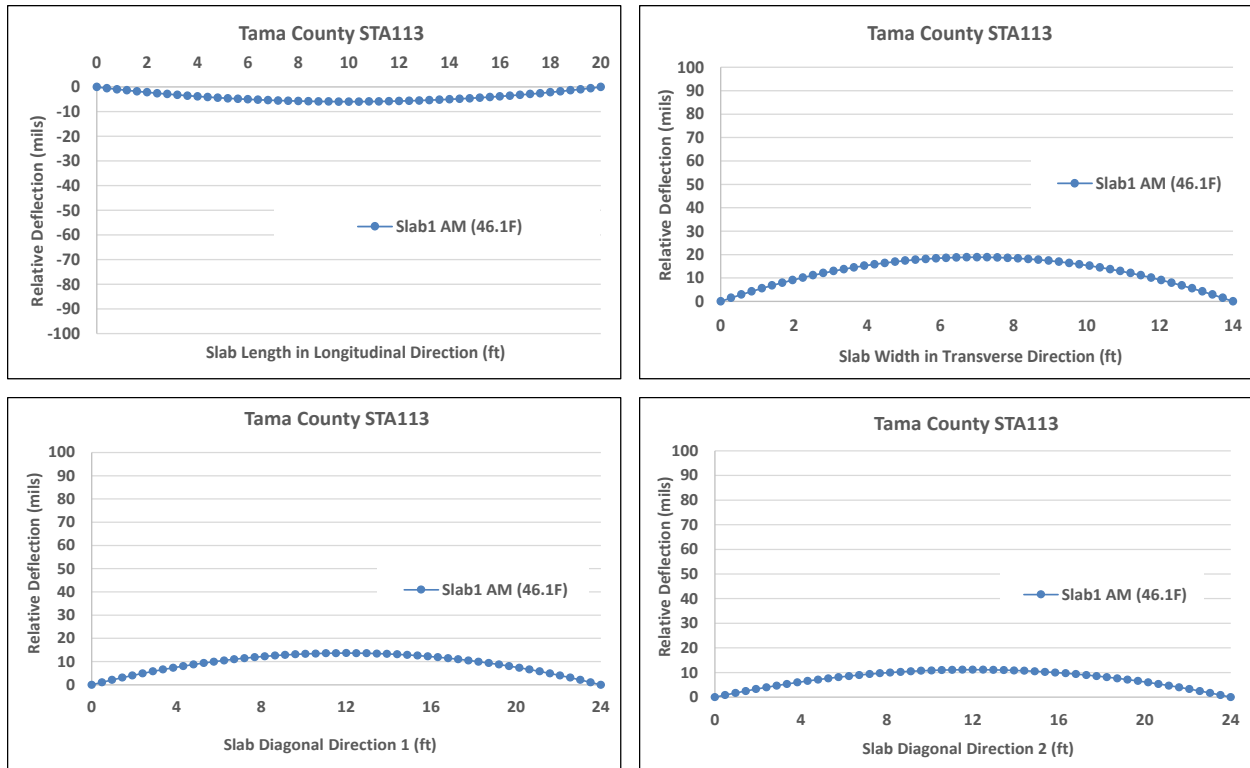 Tama County STA113
0 2 4 6 8 10 12 14 16 18 20
0
-10
-20
-30
-40
-50
-60
-70
-80
-90
-100
Relative Deflection (mils)
Slab1 AM (46.1F)
Slab Length in Longitudinal Direction (ft)
Tama County STA113
100
90
80
70
60
50
40
30
20
10
0
Relative Deflection (mils)
Slab1 AM (46.1F)
0 2 4 6 8 10 12 14
Slab Width in Transverse Direction (ft)
Tama County STA113
100
90
80
70
60
50
40
30
20
10
0
Relative Deflection (mils)
Slab1 AM (46.1F)
0 4 8 12 16 20 24
Slab Diagonal Direction 1 (ft)
Tama County STA113
100
90
80
70
60
50
40
30
20
10
0
Relative Deflection (mils)
Slab1 AM (46.1F)
0 4 8 12 16 20 24
Slab Diagonal Direction 2 (ft)